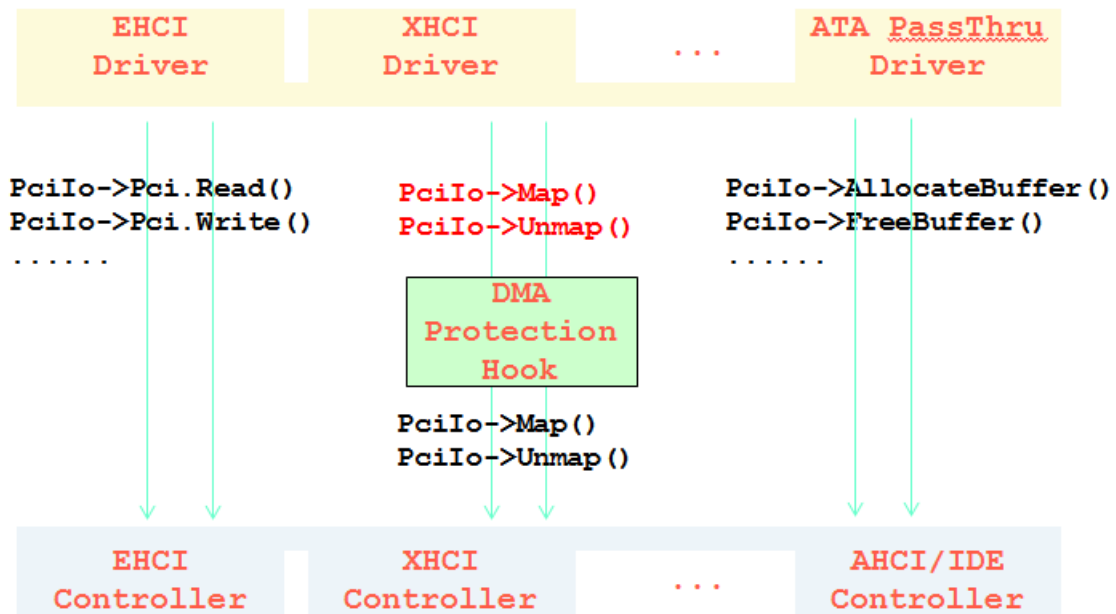 EHCI
Driver
XHCI
Driver
...
ATA PassThru
Driver
PciIo->Pci.Read()
PciIo->Pci.Write()
......
PciIo->Map()
PciIo->Unmap()
PciIo->AllocateBuffer()
PciIo->FreeBuffer()
......
DMA
Protection
Hook
PciIo->Map()
PciIo->Unmap()
EHCI
Controller
XHCI
Controller
...
AHCI/IDE
Controller